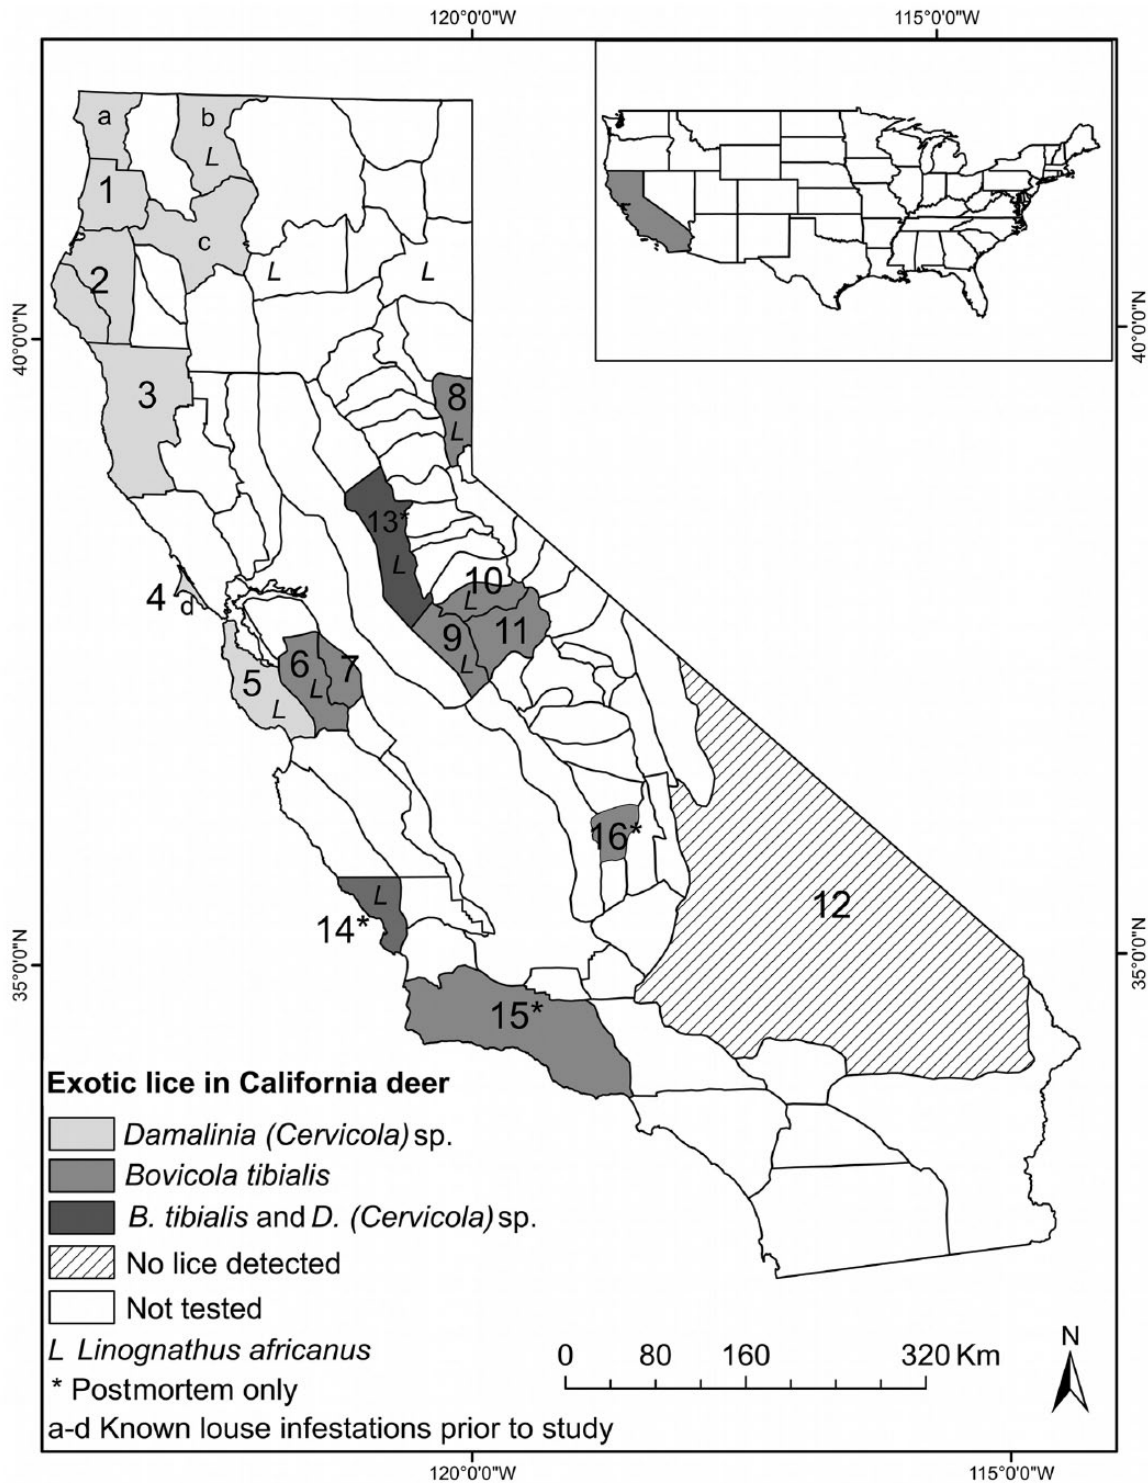 120°0'0"W
115°0'0"W
a
b
L
1
c
L
L
2
40°0'0"N
40°0'0"N
3
8
L
13*
L
10
L
4
d
9
L
11
6
L
7
5
L
16*
L
14*
12
35°0'0"N
35°0'0"N
15*
Exotic lice in California deer
Damalinia (Cervicola) sp.
Bovicola tibialis
B. tibialis and D. (Cervicola) sp.
No lice detected
Not tested
L Linognathus africanus
* Postmortem only
a-d Known louse infestations prior to study
0 80 160 320 Km
N
120°0'0"W
115°0'0"W